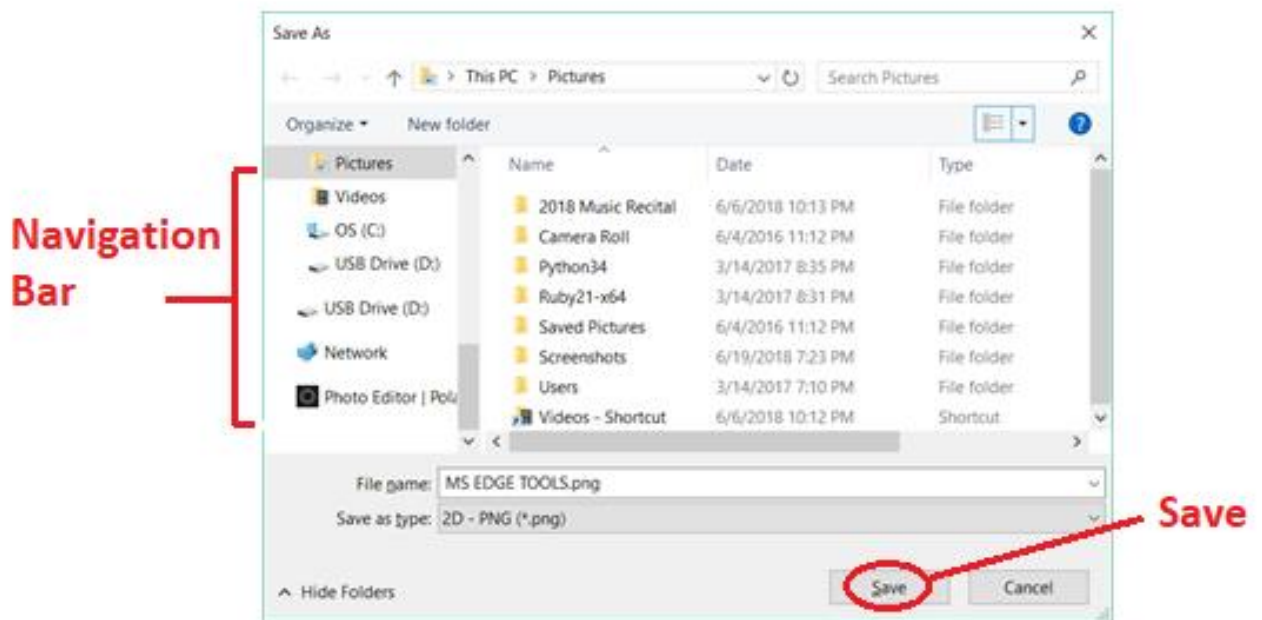 Save As
This PC > Pictures
Search Pictures
Organize
New folder
Pictures
Videos
OS (C:)
USB Drive (D:)
USB Drive (D:)
Network
Photo Editor | Pola
Name Date Type
2018 Music Recital 6/6/2018 10:13 PM File folder
Camera Roll 6/4/2016 11:12 PM File folder
Python34 3/14/2017 8:35 PM File folder
Ruby21-x64 3/14/2017 8:31 PM File folder
Saved Pictures 6/4/2016 11:12 PM File folder
Screenshots 6/19/2018 7:23 PM File folder
Users 3/14/2017 7:10 PM File folder
Videos - Shortcut 6/6/2018 10:12 PM Shortcut
File name: MS EDGE TOOLS.png
Save as type: 2D - PNG (*.png)
Hide Folders
Save
Cancel
Navigation
Bar
Save